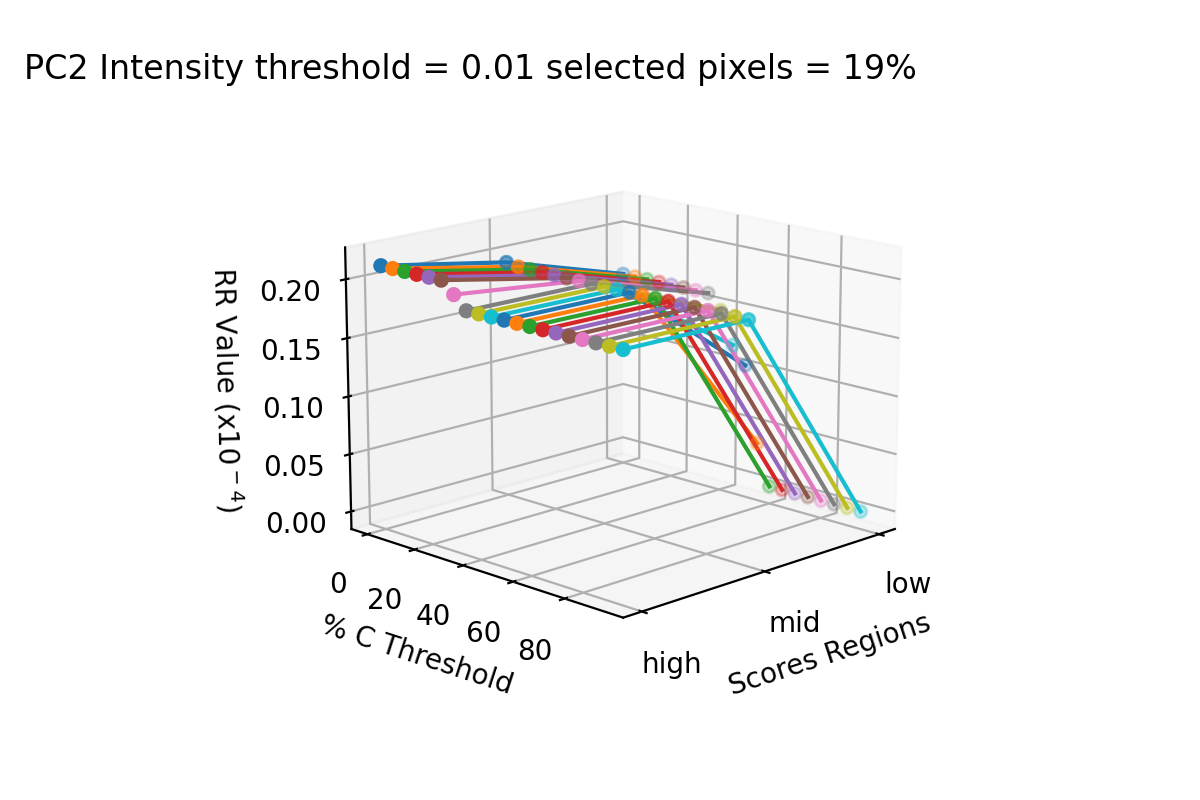 PC2 Intensity threshold = 0.01 selected pixels = 19%
RR Value (x10⁻⁴)
0.20
0.15
0.10
0.05
0.00
0
20
40
60
80
% C Threshold
low
mid
high
Scores Regions